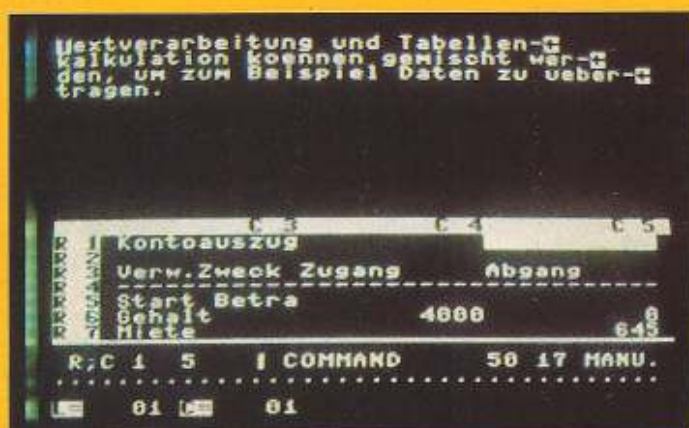 Textverarbeitung und Tabellen-
kalkulation koennen gemischt wer-
den, um zum Beispiel Daten zu ueber-
tragen.
C 3 C 4 C 5
R 1 Kontoauszug
R 2
R 3 Verw.Zweck Zugang Abgang
R 4 ------------------------------
R 5 Start Betra
R 6 Gehalt 4000 0
R 7 Miete 645
R;C 1 5 COMMAND 50 17 MANU.
L= 01 C= 01